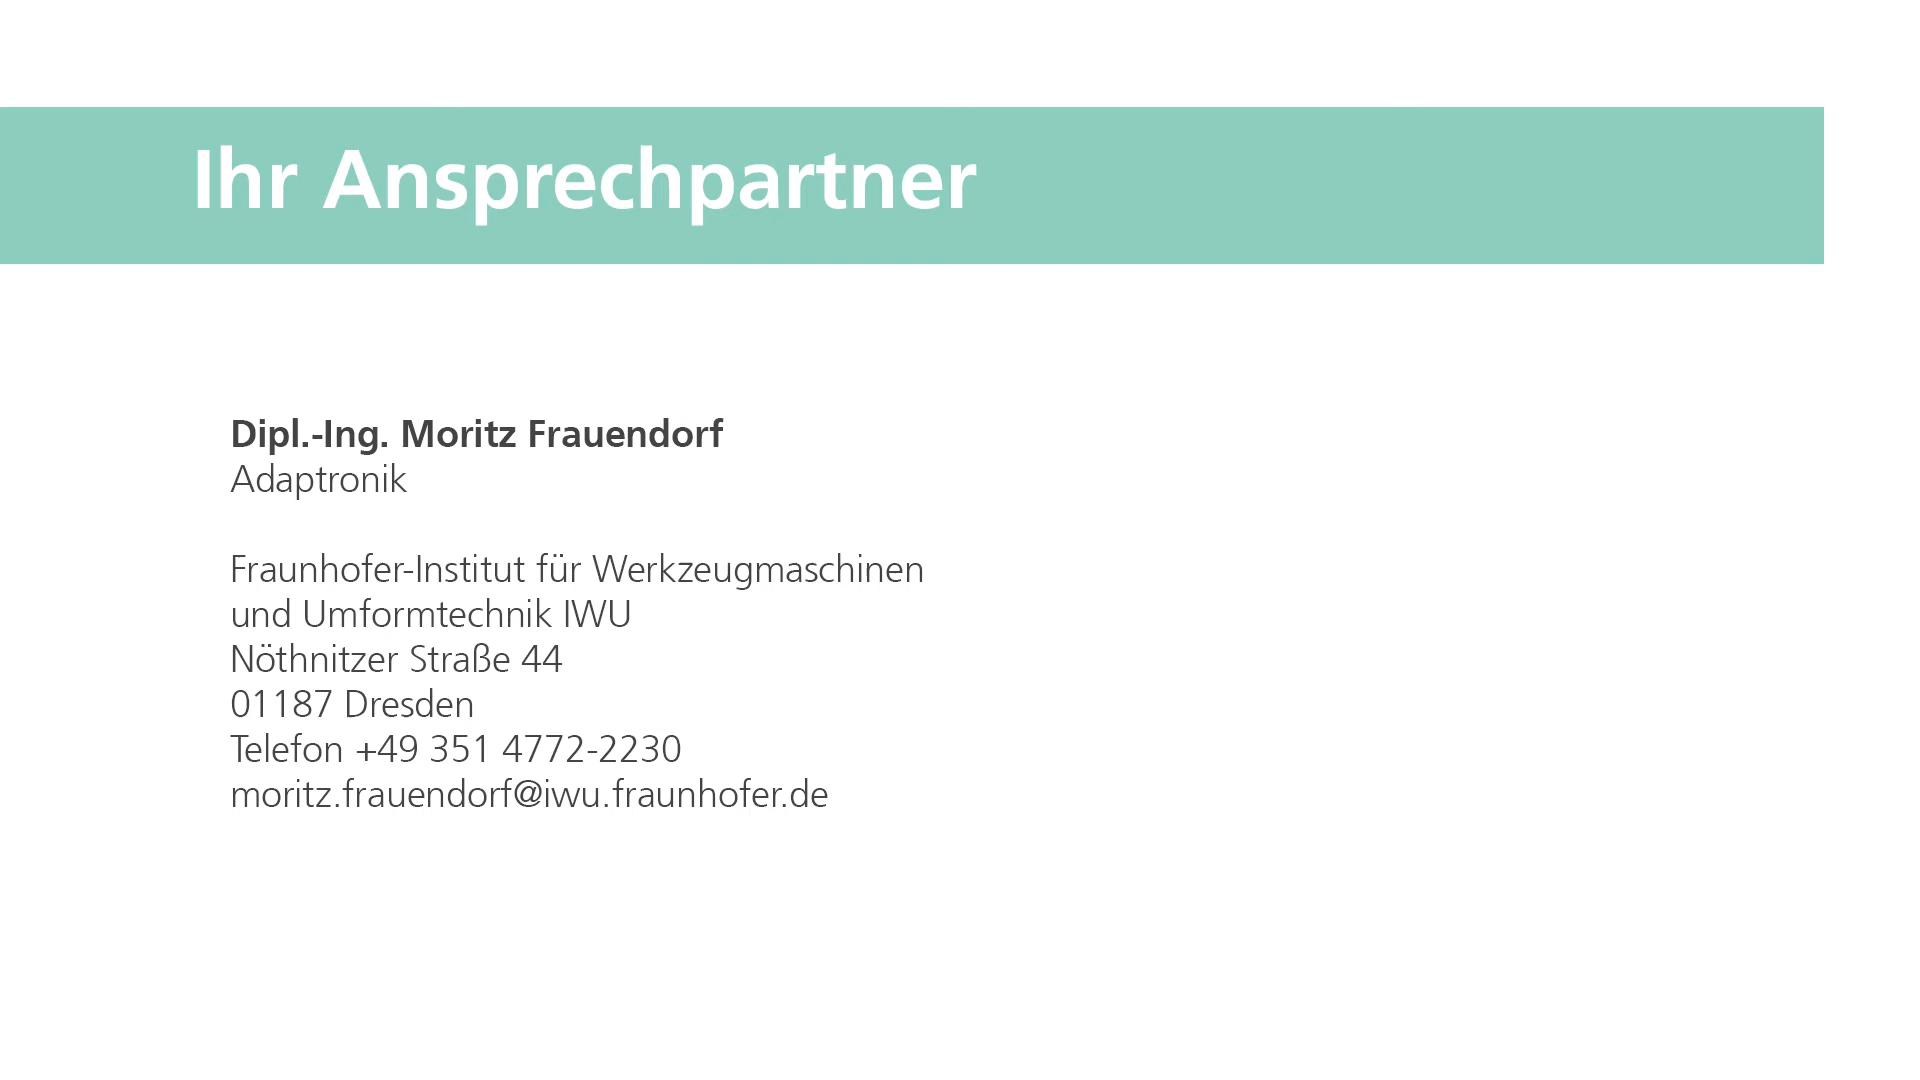 Ihr Ansprechpartner
Dipl.-Ing. Moritz Frauendorf
Adaptronik
Fraunhofer-Institut für Werkzeugmaschinen
und Umformtechnik IWU
Nöthnitzer Straße 44
01187 Dresden
Telefon +49 351 4772-2230
moritz.frauendorf@iwu.fraunhofer.de